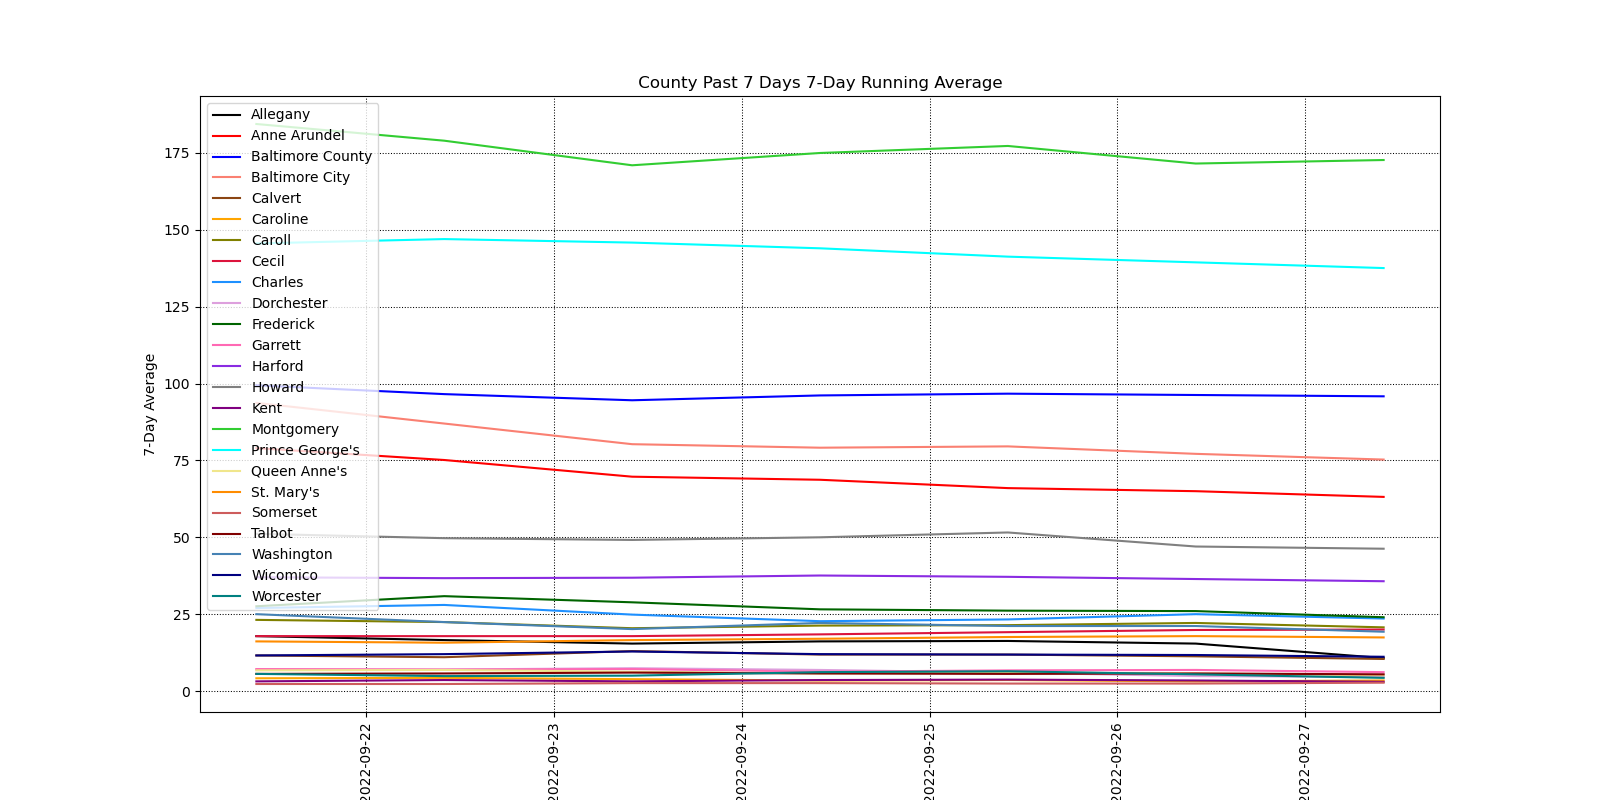 County Past 7 Days 7-Day Running Average
7-Day Average
175
150
125
100
75
50
25
0
Allegany
Anne Arundel
Baltimore County
Baltimore City
Calvert
Caroline
Caroll
Cecil
Charles
Dorchester
Frederick
Garrett
Harford
Howard
Kent
Montgomery
Prince George's
Queen Anne's
St. Mary's
Somerset
Talbot
Washington
Wicomico
Worcester
2022-09-22
2022-09-23
2022-09-24
2022-09-25
2022-09-26
2022-09-27